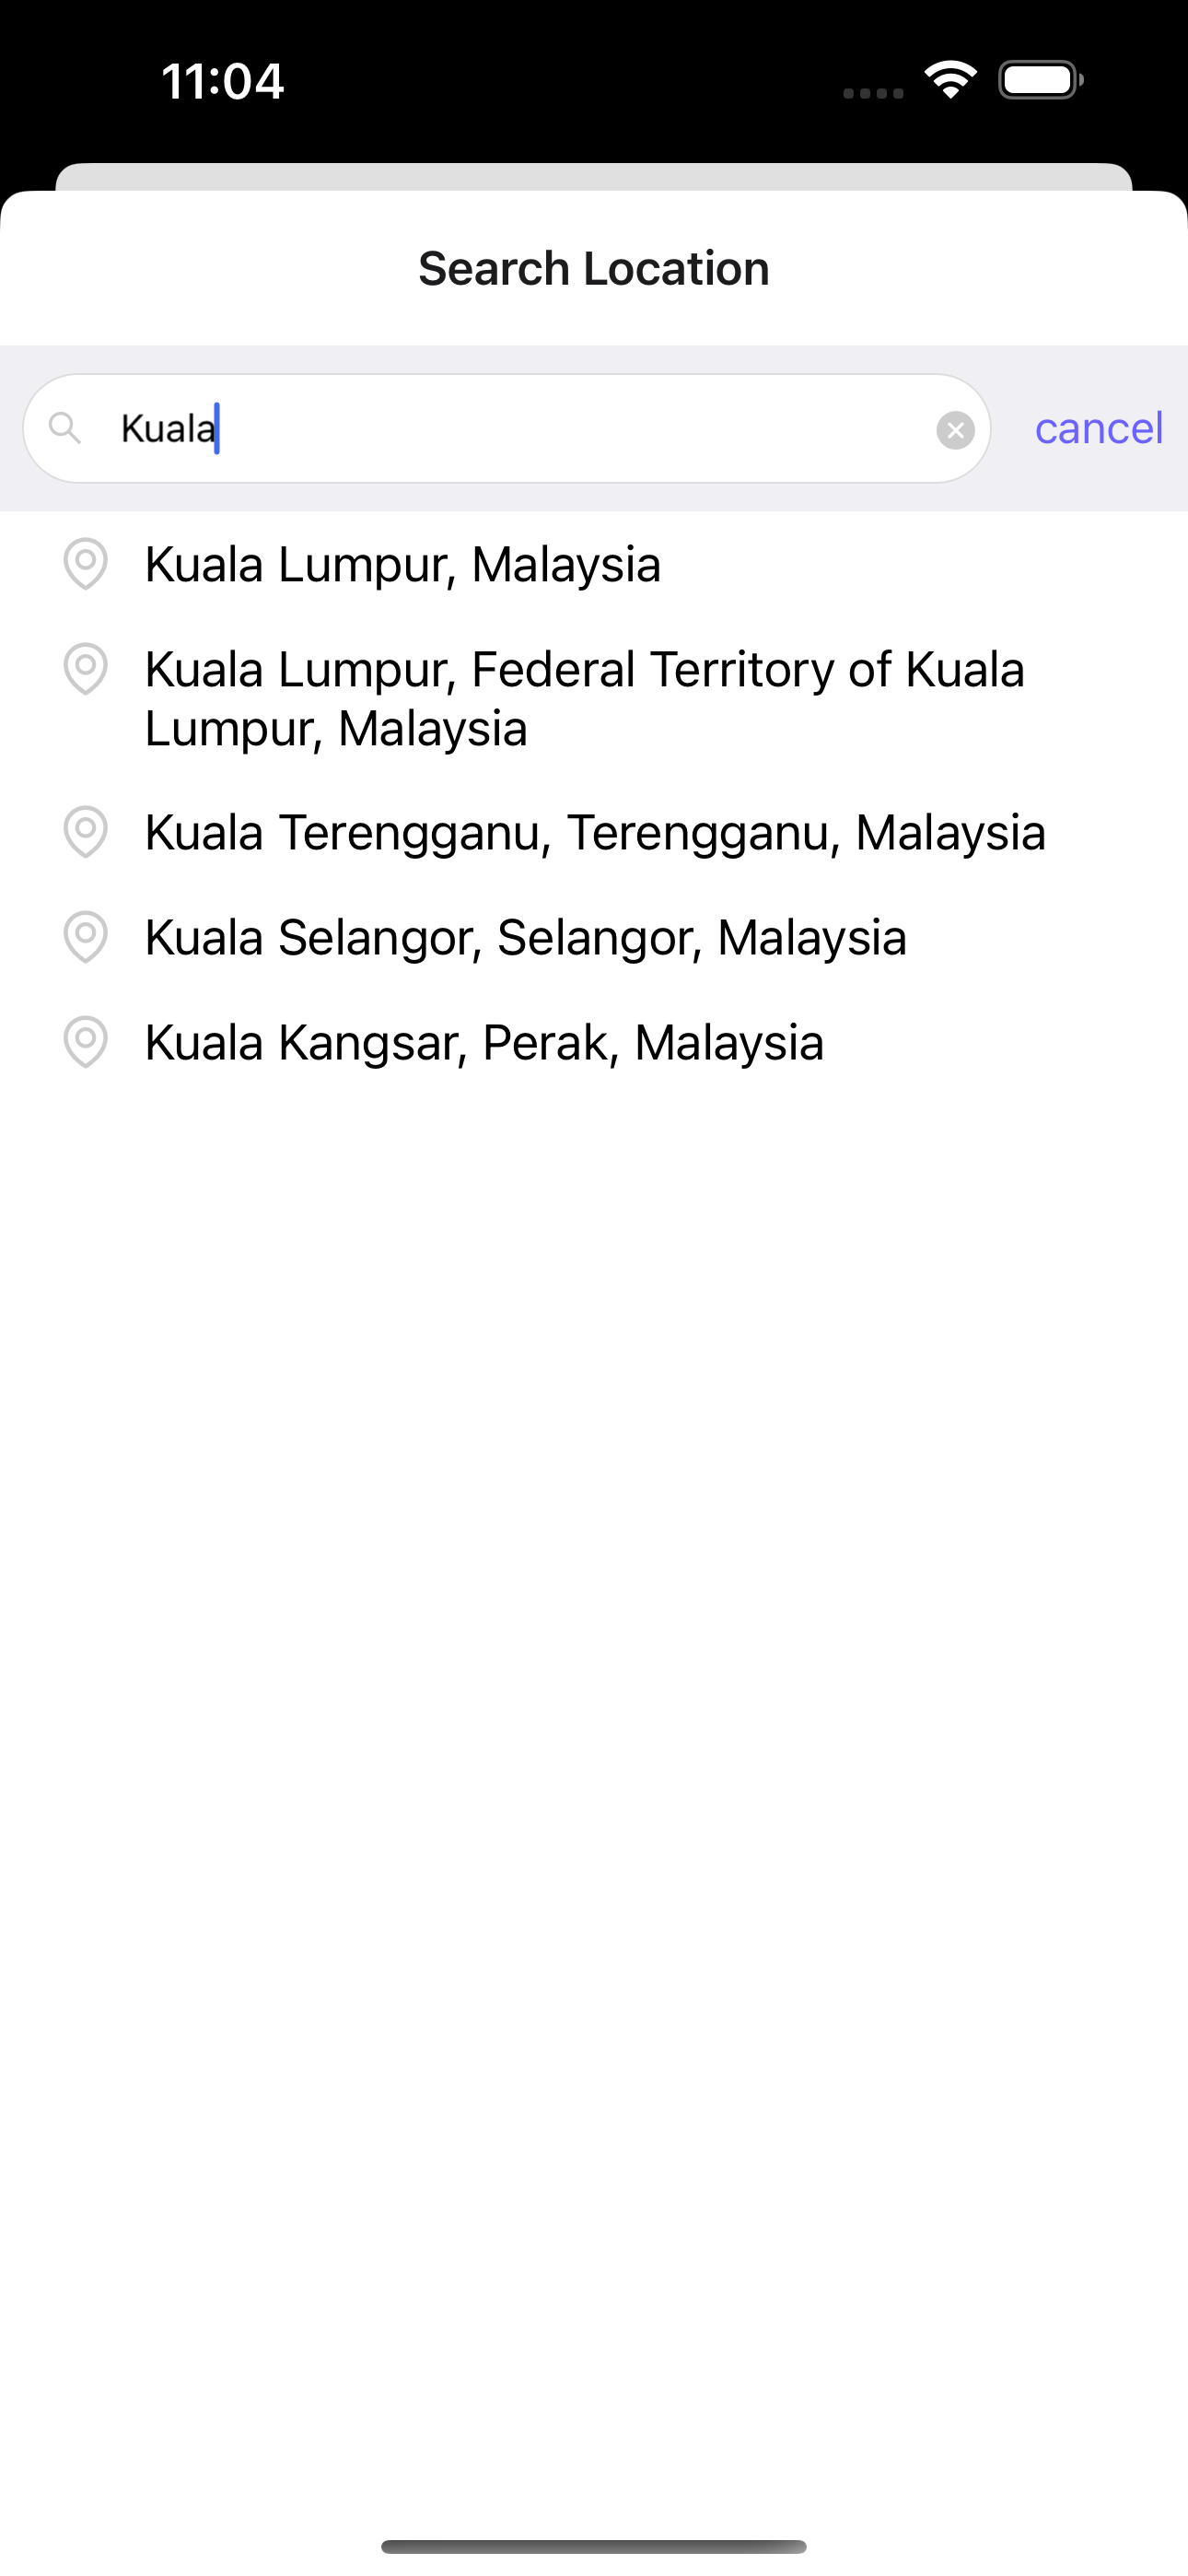 11:04
Search Location
Kuala
cancel
Kuala Lumpur, Malaysia
Kuala Lumpur, Federal Territory of Kuala
Lumpur, Malaysia
Kuala Terengganu, Terengganu, Malaysia
Kuala Selangor, Selangor, Malaysia
Kuala Kangsar, Perak, Malaysia